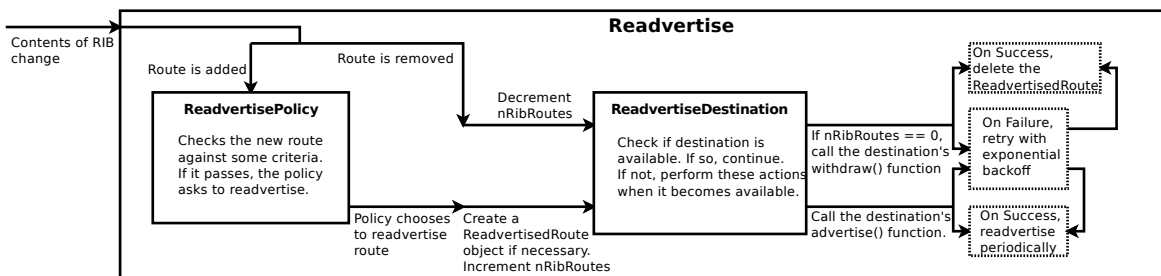 Readvertise
Contents of RIB
change
Route is added
Route is removed
ReadvertisePolicy
Checks the new route
against some criteria.
If it passes, the policy
asks to readvertise.
Decrement
nRibRoutes
Policy chooses
to readvertise
route
Create a
ReadvertisedRoute
object if necessary.
Increment nRibRoutes
ReadvertiseDestination
Check if destination is
available. If so, continue.
If not, perform these actions
when it becomes available.
If nRibRoutes == 0,
call the destination's
withdraw() function
Call the destination's
advertise() function.
On Success,
delete the
ReadvertisedRoute
On Failure,
retry with
exponential
backoff
On Success,
readvertise
periodically